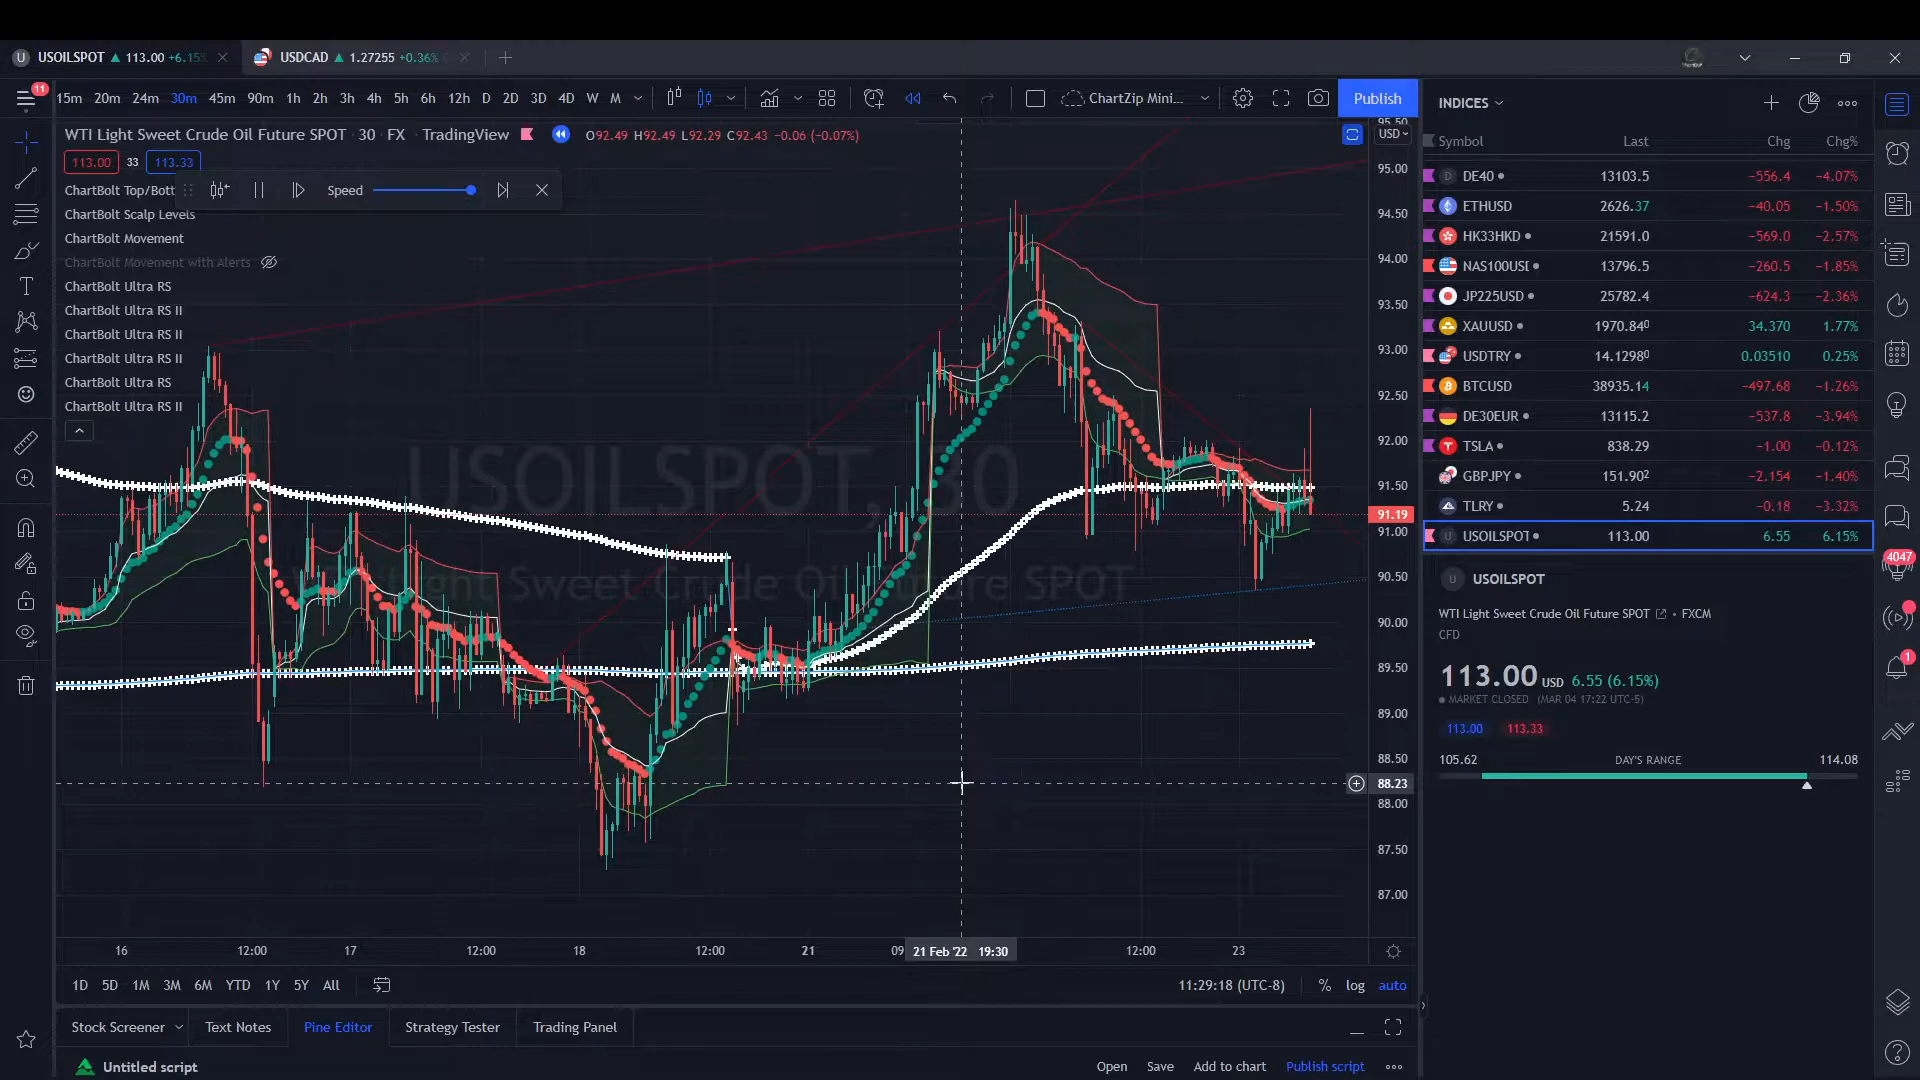 U USOILSPOT ▲ 113.00 +6.15%
USDCAD ▲ 1.27255 +0.36%
11
15m 20m 24m 30m 45m 90m 1h 2h 3h 4h 5h 6h 12h D 2D 3D 4D W M
ChartZip Mini...
Publish
WTI Light Sweet Crude Oil Future SPOT · 30 · FX · TradingView
O92.49 H92.49 L92.29 C92.43 −0.06 (−0.07%)
113.00 33 113.33
Speed
ChartBolt Top/Bott
ChartBolt Scalp Levels
ChartBolt Movement
ChartBolt Movement with Alerts
ChartBolt Ultra RS
ChartBolt Ultra RS II
ChartBolt Ultra RS II
ChartBolt Ultra RS II
ChartBolt Ultra RS
ChartBolt Ultra RS II
USOILSPOT, 30
WTI Light Sweet Crude Oil Future SPOT
95.50
USD
95.00
94.50
94.00
93.50
93.00
92.50
92.00
91.50
91.19
91.00
90.50
90.00
89.50
89.00
88.50
88.23
88.00
87.50
87.00
16 12:00 17 12:00 18 12:00 21 09 21 Feb '22 19:30 12:00 23
1D 5D 1M 3M 6M YTD 1Y 5Y All
11:29:18 (UTC-8) % log auto
Stock Screener Text Notes Pine Editor Strategy Tester Trading Panel
Untitled script
Open Save Add to chart Publish script
INDICES
Symbol Last Chg Chg%
DE40 13103.5 −556.4 −4.07%
ETHUSD 2626.37 −40.05 −1.50%
HK33HKD 21591.0 −569.0 −2.57%
NAS100USD 13796.5 −260.5 −1.85%
JP225USD 25782.4 −624.3 −2.36%
XAUUSD 1970.840 34.370 1.77%
USDTRY 14.12980 0.03510 0.25%
BTCUSD 38935.14 −497.68 −1.26%
DE30EUR 13115.2 −537.8 −3.94%
TSLA 838.29 −1.00 −0.12%
GBPJPY 151.902 −2.154 −1.40%
TLRY 5.24 −0.18 −3.32%
USOILSPOT 113.00 6.55 6.15%
U USOILSPOT
WTI Light Sweet Crude Oil Future SPOT • FXCM
CFD
113.00 USD 6.55 (6.15%)
MARKET CLOSED (MAR 04 17:22 UTC-5)
113.00 113.33
105.62 DAY'S RANGE 114.08
4047
1